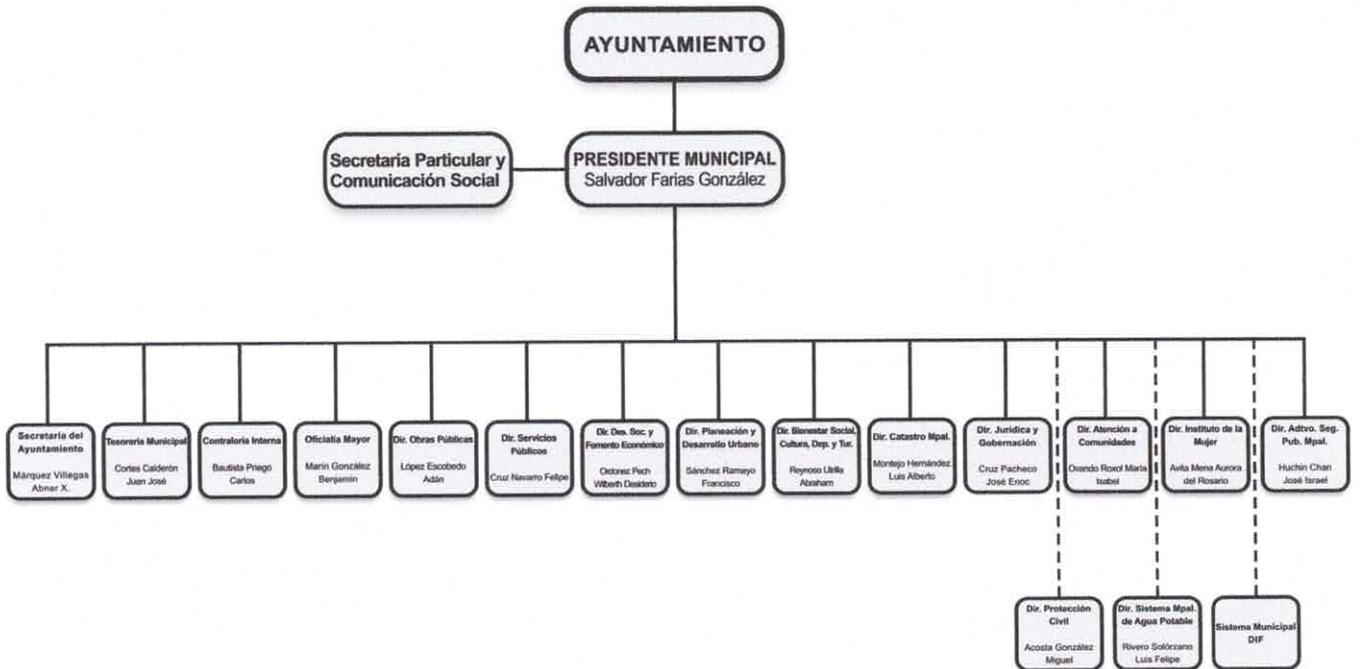 AYUNTAMIENTO
Secretaría Particular y
Comunicación Social
PRESIDENTE MUNICIPAL
Salvador Farias González
Secretaria del
Ayuntamiento
Márquez Villegas
Abner X.
Tesorería Municipal
Cortes Calderón
Juan José
Contraloría Interna
Bautista Priego
Carlos
Oficialía Mayor
Marín González
Benjamin
Dir. Obras Públicas
López Escobedo
Adán
Dir. Servicios
Públicos
Cruz Navarro Felipe
Dir. Des. Soc. y
Fomento Económico
Ordonez Pech
Wilberth Desiderio
Dir. Planeación y
Desarrollo Urbano
Sánchez Ramayo
Francisco
Dir. Bienestar Social,
Cultura, Dep. y Tur.
Reynoso Utrilla
Abraham
Dir. Catastro Mpal.
Montejo Hernández
Luis Alberto
Dir. Jurídica y
Gobernación
Cruz Pacheco
José Enoc
Dir. Atención a
Comunidades
Ovando Roxol Maria
Isabel
Dir. Instituto de la
Mujer
Avila Mena Aurora
del Rosario
Dir. Adtvo. Seg.
Pub. Mpal.
Huchin Chan
José Israel
Dir. Protección
Civil
Acosta González
Miguel
Dir. Sistema Mpal.
de Agua Potable
Rivero Solórzano
Luis Felipe
Sistema Municipal
DIF